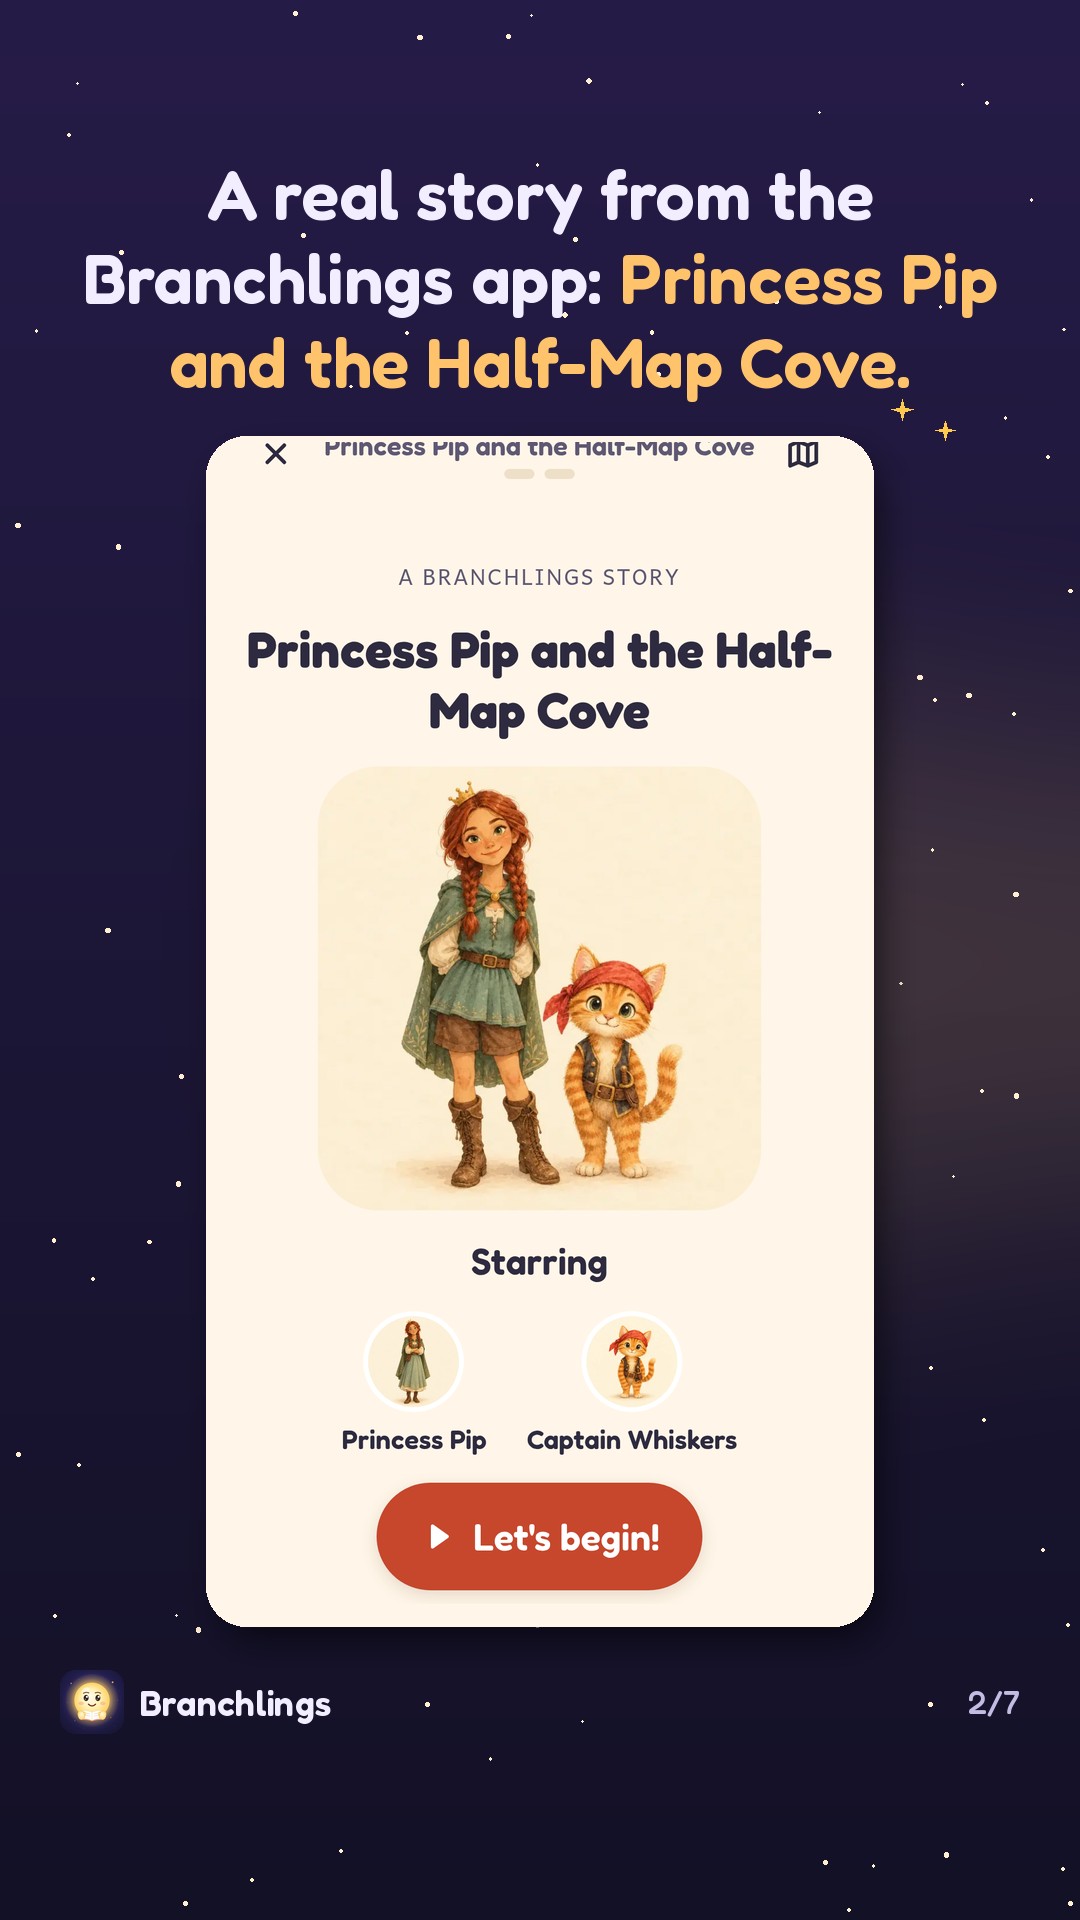 A real story from the
Branchlings app: Princess Pip
and the Half-Map Cove.
Princess Pip and the Half-Map Cove
A BRANCHLINGS STORY
Princess Pip and the Half-
Map Cove
Starring
Princess Pip
Captain Whiskers
Let's begin!
Branchlings
2/7